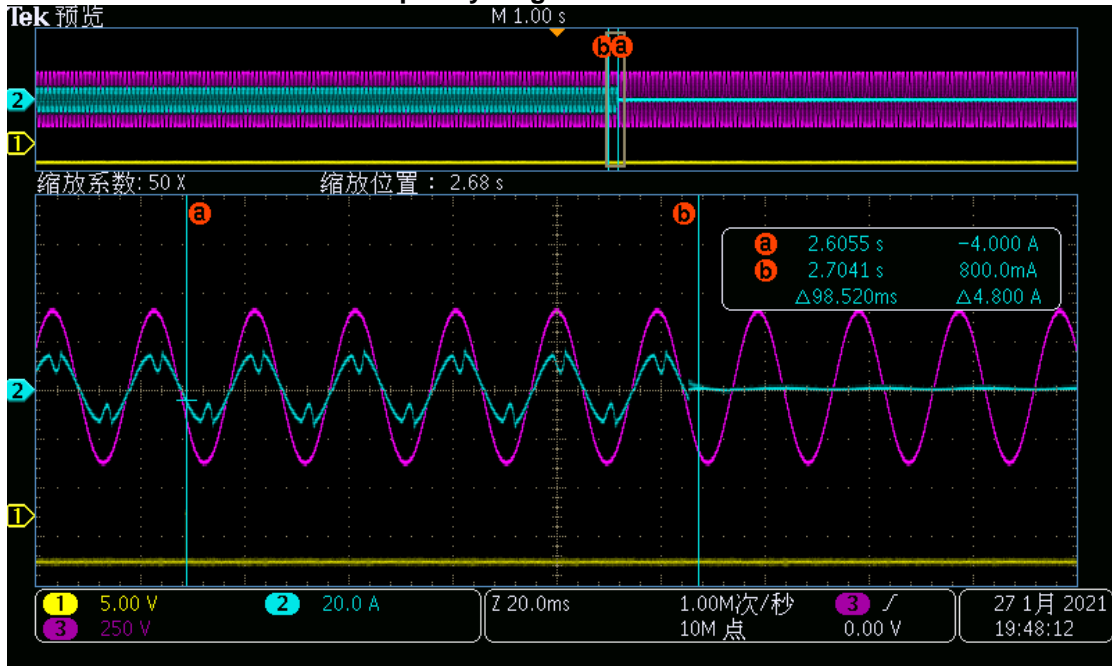 Tek 预览 M 1.00 s
b a
2
1
缩放系数: 50 X 缩放位置： 2.68 s
a b
a 2.6055 s -4.000 A
b 2.7041 s 800.0mA
△98.520ms △4.800 A
2
1
1 5.00 V 2 20.0 A Z 20.0ms 1.00M次/秒 3 / 27 1月 2021
3 250 V 10M 点 0.00 V 19:48:12